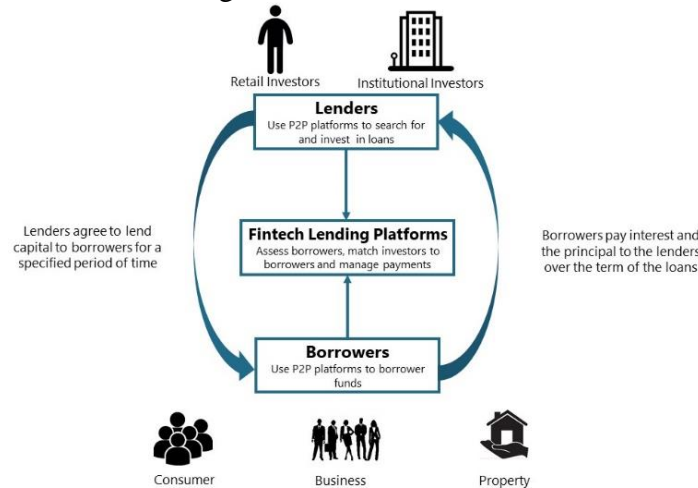 Retail Investors
Institutional Investors
Lenders
Use P2P platforms to search for
and invest in loans
Lenders agree to lend
capital to borrowers for a
specified period of time
Fintech Lending Platforms
Assess borrowers, match investors to
borrowers and manage payments
Borrowers pay interest and
the principal to the lenders
over the term of the loans
Borrowers
Use P2P platforms to borrower
funds
Consumer
Business
Property